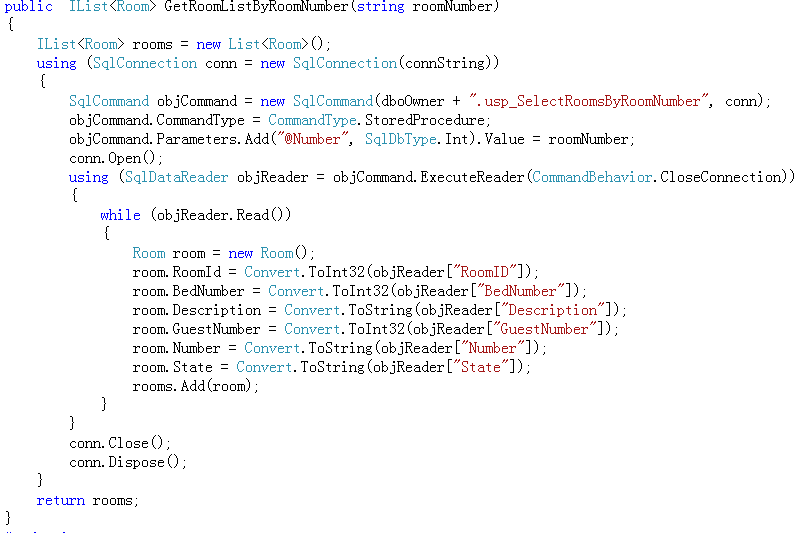 public  IList<Room> GetRoomListByRoomNumber(string roomNumber)
{
    IList<Room> rooms = new List<Room>();
    using (SqlConnection conn = new SqlConnection(connString))
    {
        SqlCommand objCommand = new SqlCommand(dboOwner + ".usp_SelectRoomsByRoomNumber", conn);
        objCommand.CommandType = CommandType.StoredProcedure;
        objCommand.Parameters.Add("@Number", SqlDbType.Int).Value = roomNumber;
        conn.Open();
        using (SqlDataReader objReader = objCommand.ExecuteReader(CommandBehavior.CloseConnection))
        {
            while (objReader.Read())
            {
                Room room = new Room();
                room.RoomId = Convert.ToInt32(objReader["RoomID"]);
                room.BedNumber = Convert.ToInt32(objReader["BedNumber"]);
                room.Description = Convert.ToString(objReader["Description"]);
                room.GuestNumber = Convert.ToInt32(objReader["GuestNumber"]);
                room.Number = Convert.ToString(objReader["Number"]);
                room.State = Convert.ToString(objReader["State"]);
                rooms.Add(room);
            }
        }
        conn.Close();
        conn.Dispose();
    }
    return rooms;
}